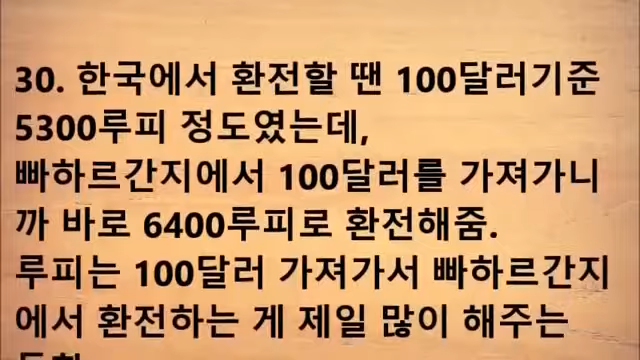 30. 한국에서 환전할 땐 100달러기준
5300루피 정도였는데,
빠하르간지에서 100달러를 가져가니
까 바로 6400루피로 환전해줌.
루피는 100달러 가져가서 빠하르간지
에서 환전하는 게 제일 많이 해주는